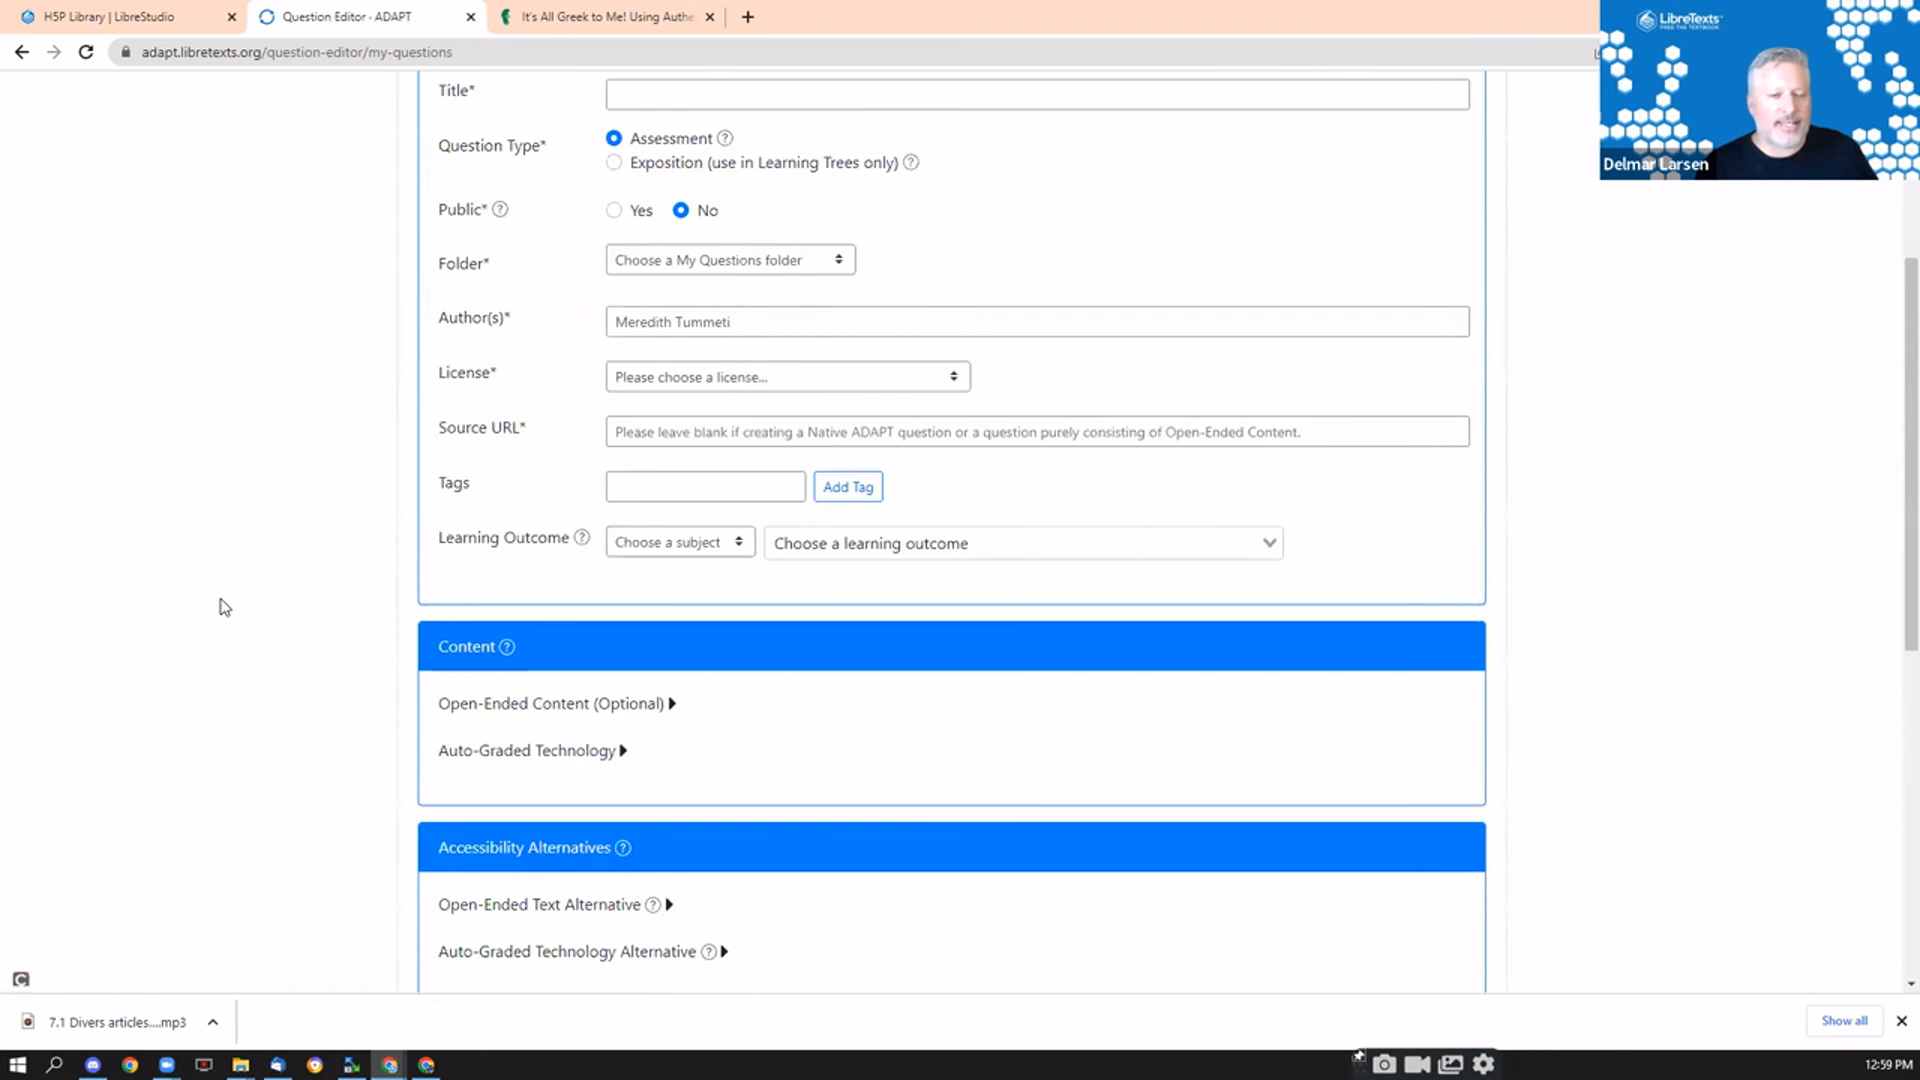 H5P Library | LibreStudio
Question Editor - ADAPT
It's All Greek to Me! Using Authe
adapt.libretexts.org/question-editor/my-questions
LibreTexts
FREE THE TEXTBOOK
Delmar Larsen
Title*
Question Type*
Assessment
Exposition (use in Learning Trees only)
Public*
Yes No
Folder*
Choose a My Questions folder
Author(s)*
Meredith Tummeti
License*
Please choose a license...
Source URL*
Please leave blank if creating a Native ADAPT question or a question purely consisting of Open-Ended Content.
Tags
Add Tag
Learning Outcome
Choose a subject
Choose a learning outcome
Content
Open-Ended Content (Optional)
Auto-Graded Technology
Accessibility Alternatives
Open-Ended Text Alternative
Auto-Graded Technology Alternative
7.1 Divers articles....mp3
Show all
12:59 PM